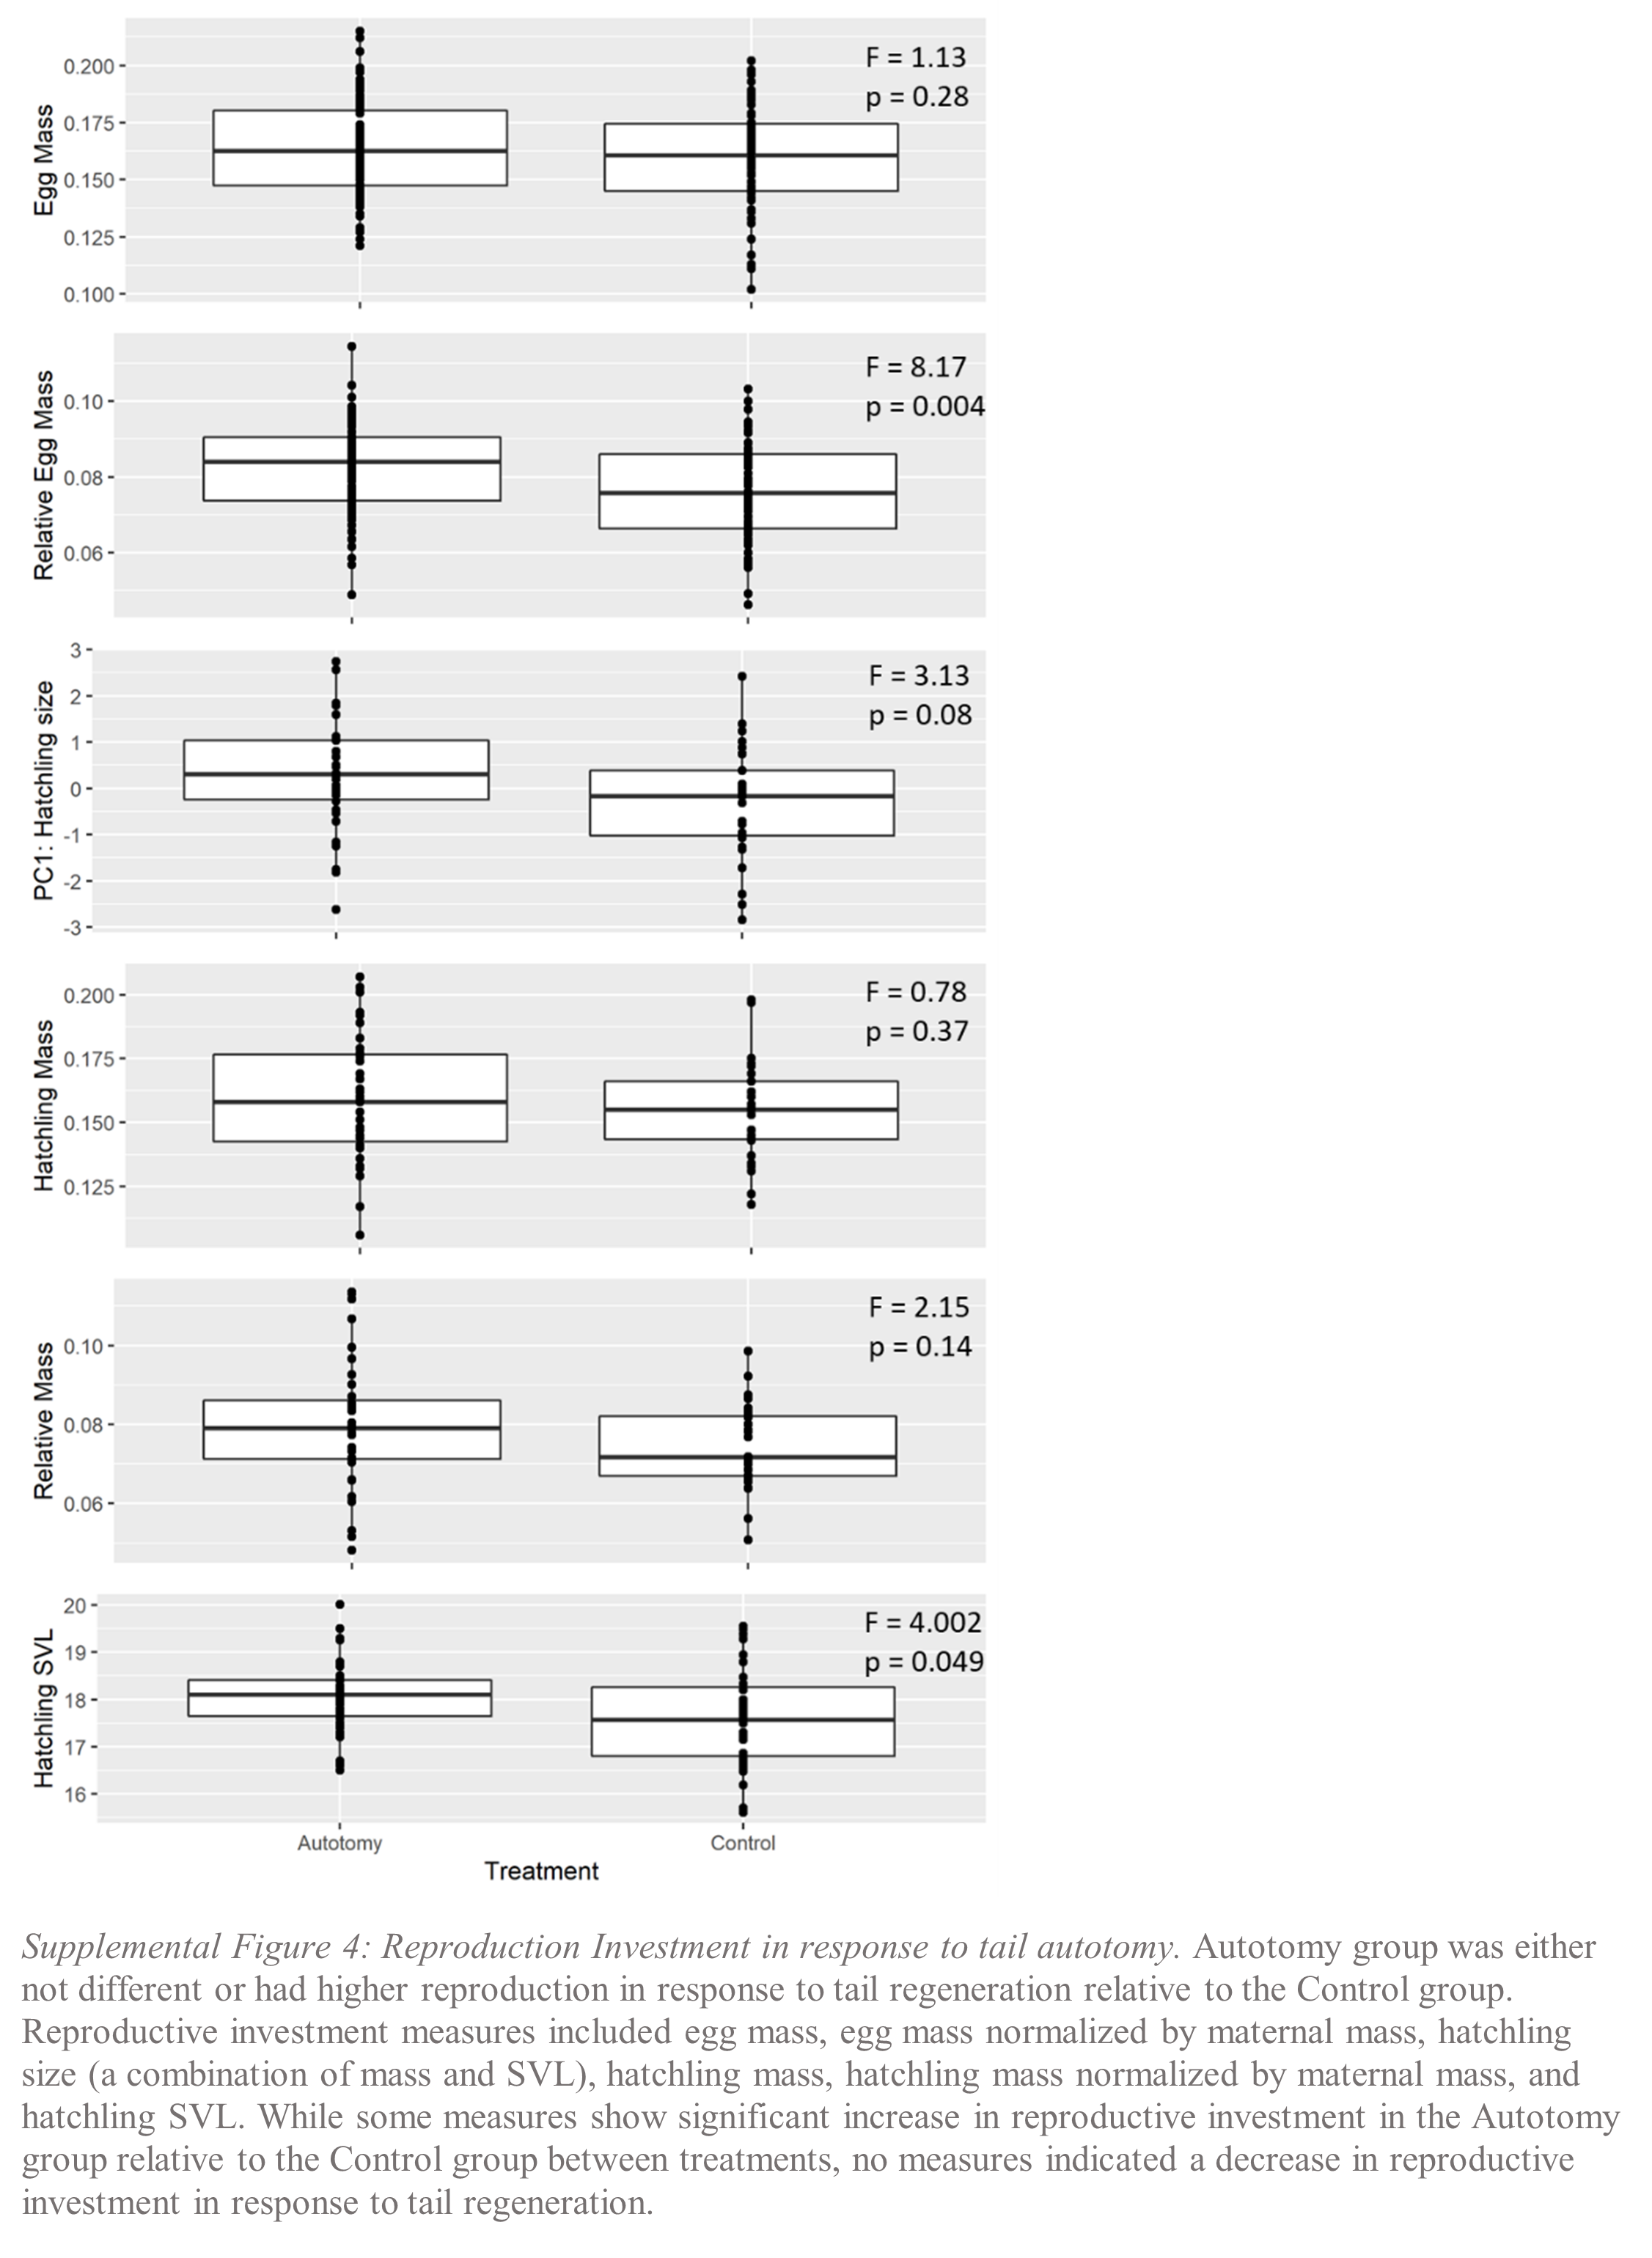 Egg Mass
0.200
0.175
0.150
0.125
0.100
F = 1.13
p = 0.28
Relative Egg Mass
0.10
0.08
0.06
F = 8.17
p = 0.004
PC1: Hatchling size
3
2
1
0
-1
-2
-3
F = 3.13
p = 0.08
Hatchling Mass
0.200
0.175
0.150
0.125
F = 0.78
p = 0.37
Relative Mass
0.10
0.08
0.06
F = 2.15
p = 0.14
Hatchling SVL
20
19
18
17
16
F = 4.002
p = 0.049
Autotomy
Control
Treatment
Supplemental Figure 4: Reproduction Investment in response to tail autotomy. Autotomy group was either
not different or had higher reproduction in response to tail regeneration relative to the Control group.
Reproductive investment measures included egg mass, egg mass normalized by maternal mass, hatchling
size (a combination of mass and SVL), hatchling mass, hatchling mass normalized by maternal mass, and
hatchling SVL. While some measures show significant increase in reproductive investment in the Autotomy
group relative to the Control group between treatments, no measures indicated a decrease in reproductive
investment in response to tail regeneration.